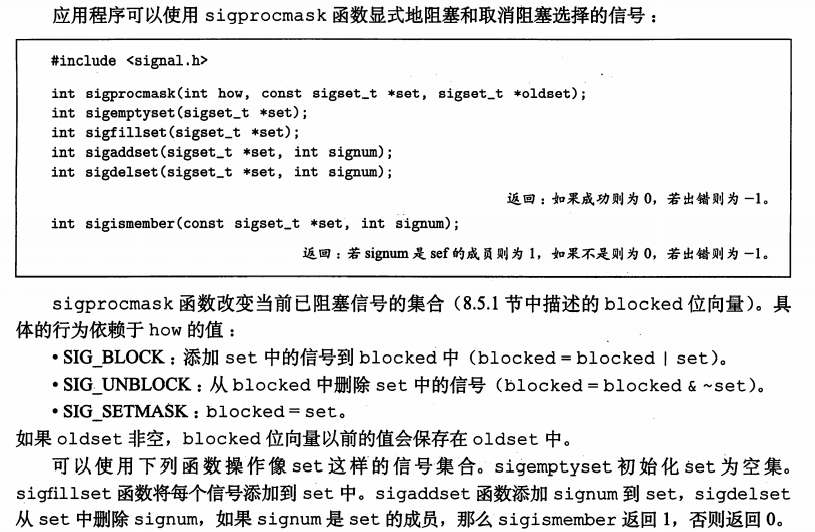 应用程序可以使用 sigprocmask 函数显式地阻塞和取消阻塞选择的信号：
#include <signal.h>
int sigprocmask(int how, const sigset_t *set, sigset_t *oldset);
int sigemptyset(sigset_t *set);
int sigfillset(sigset_t *set);
int sigaddset(sigset_t *set, int signum);
int sigdelset(sigset_t *set, int signum);
返回：如果成功则为 0，若出错则为 -1。
int sigismember(const sigset_t *set, int signum);
返回：若 signum 是 sef 的成员则为 1，如果不是则为 0，若出错则为 -1。
sigprocmask 函数改变当前已阻塞信号的集合（8.5.1 节中描述的 blocked 位向量）。具
体的行为依赖于 how 的值：
• SIG_BLOCK：添加 set 中的信号到 blocked 中（blocked = blocked | set）。
• SIG_UNBLOCK：从 blocked 中删除 set 中的信号（blocked = blocked & ~set）。
• SIG_SETMASK：blocked = set。
如果 oldset 非空，blocked 位向量以前的值会保存在 oldset 中。
可以使用下列函数操作像 set 这样的信号集合。sigemptyset 初始化 set 为空集。
sigfillset 函数将每个信号添加到 set 中。sigaddset 函数添加 signum 到 set，sigdelset
从 set 中删除 signum，如果 signum 是 set 的成员，那么 sigismember 返回 1，否则返回 0。